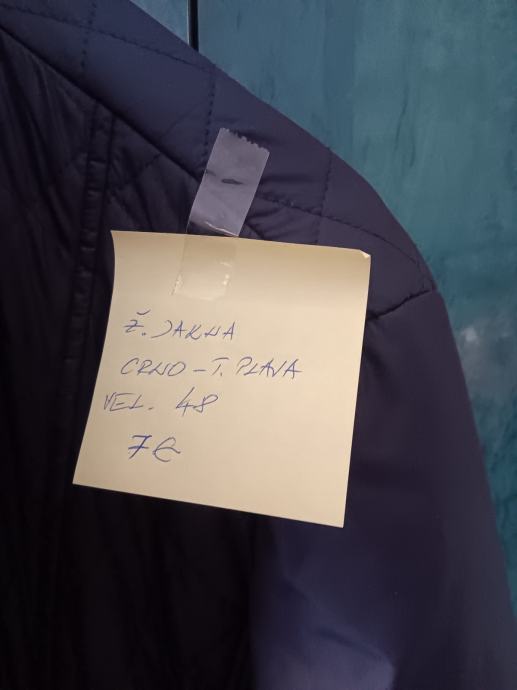 Ž. JAKNA
CRNO - T. PLAVA
VEL. 48
7€